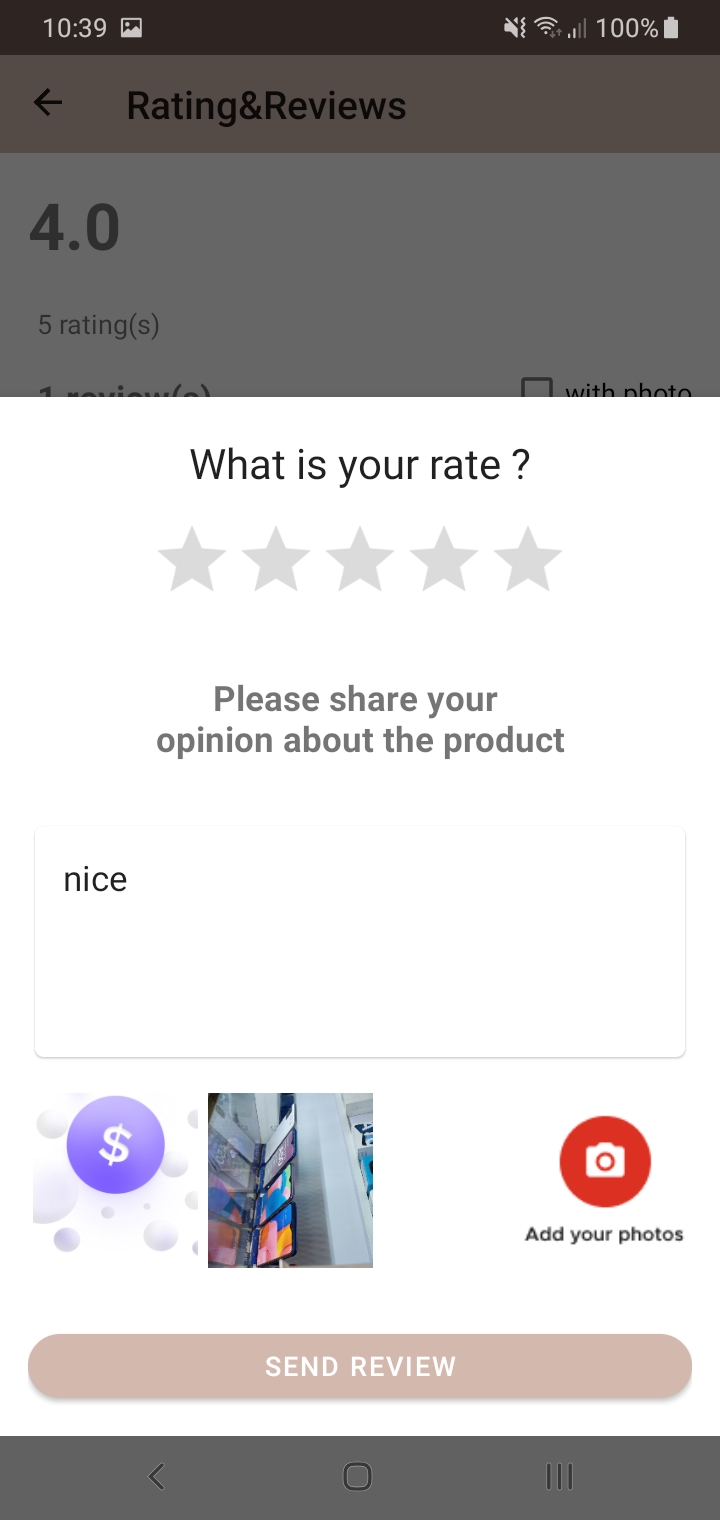 10:39 100%
Rating&Reviews
4.0
5 rating(s)
1 review(s) with photo
What is your rate ?
Please share your
opinion about the product
nice
$
Add your photos
SEND REVIEW